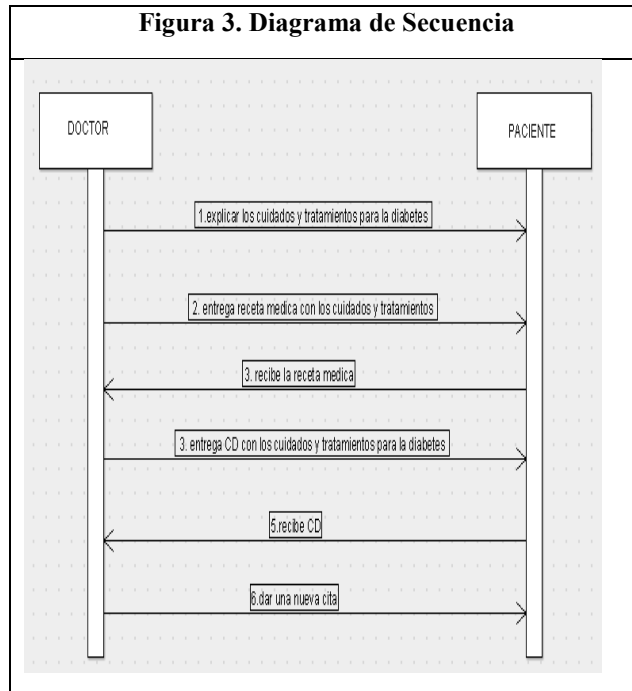 Figura 3. Diagrama de Secuencia
DOCTOR
PACIENTE
1.explicar los cuidados y tratamientos para la diabetes
2. entrega receta medica con los cuidados y tratamientos
3. recibe la receta medica
3. entrega CD con los cuidados y tratamientos para la diabetes
5.recibe CD
6.dar una nueva cita